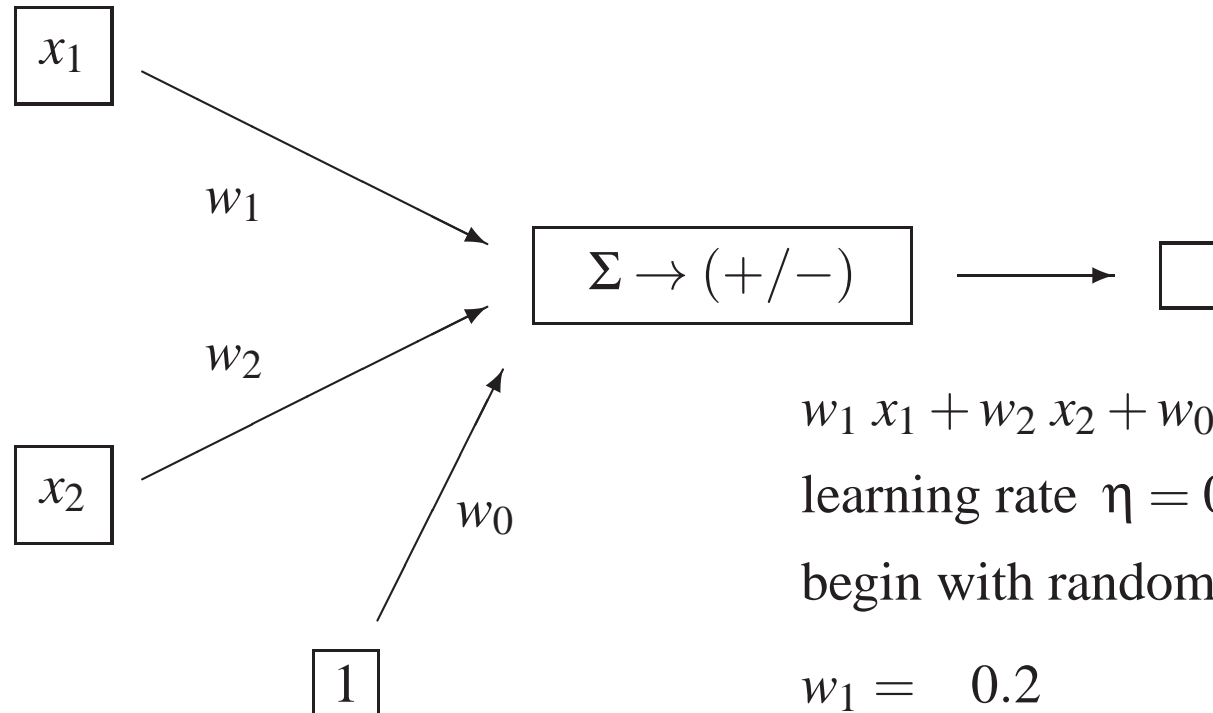 x₁
w₁
Σ → (+/−)
w₂
w₁ x₁ + w₂ x₂ + w₀
x₂
learning rate η =
w₀
begin with random
1
w₁ = 0.2